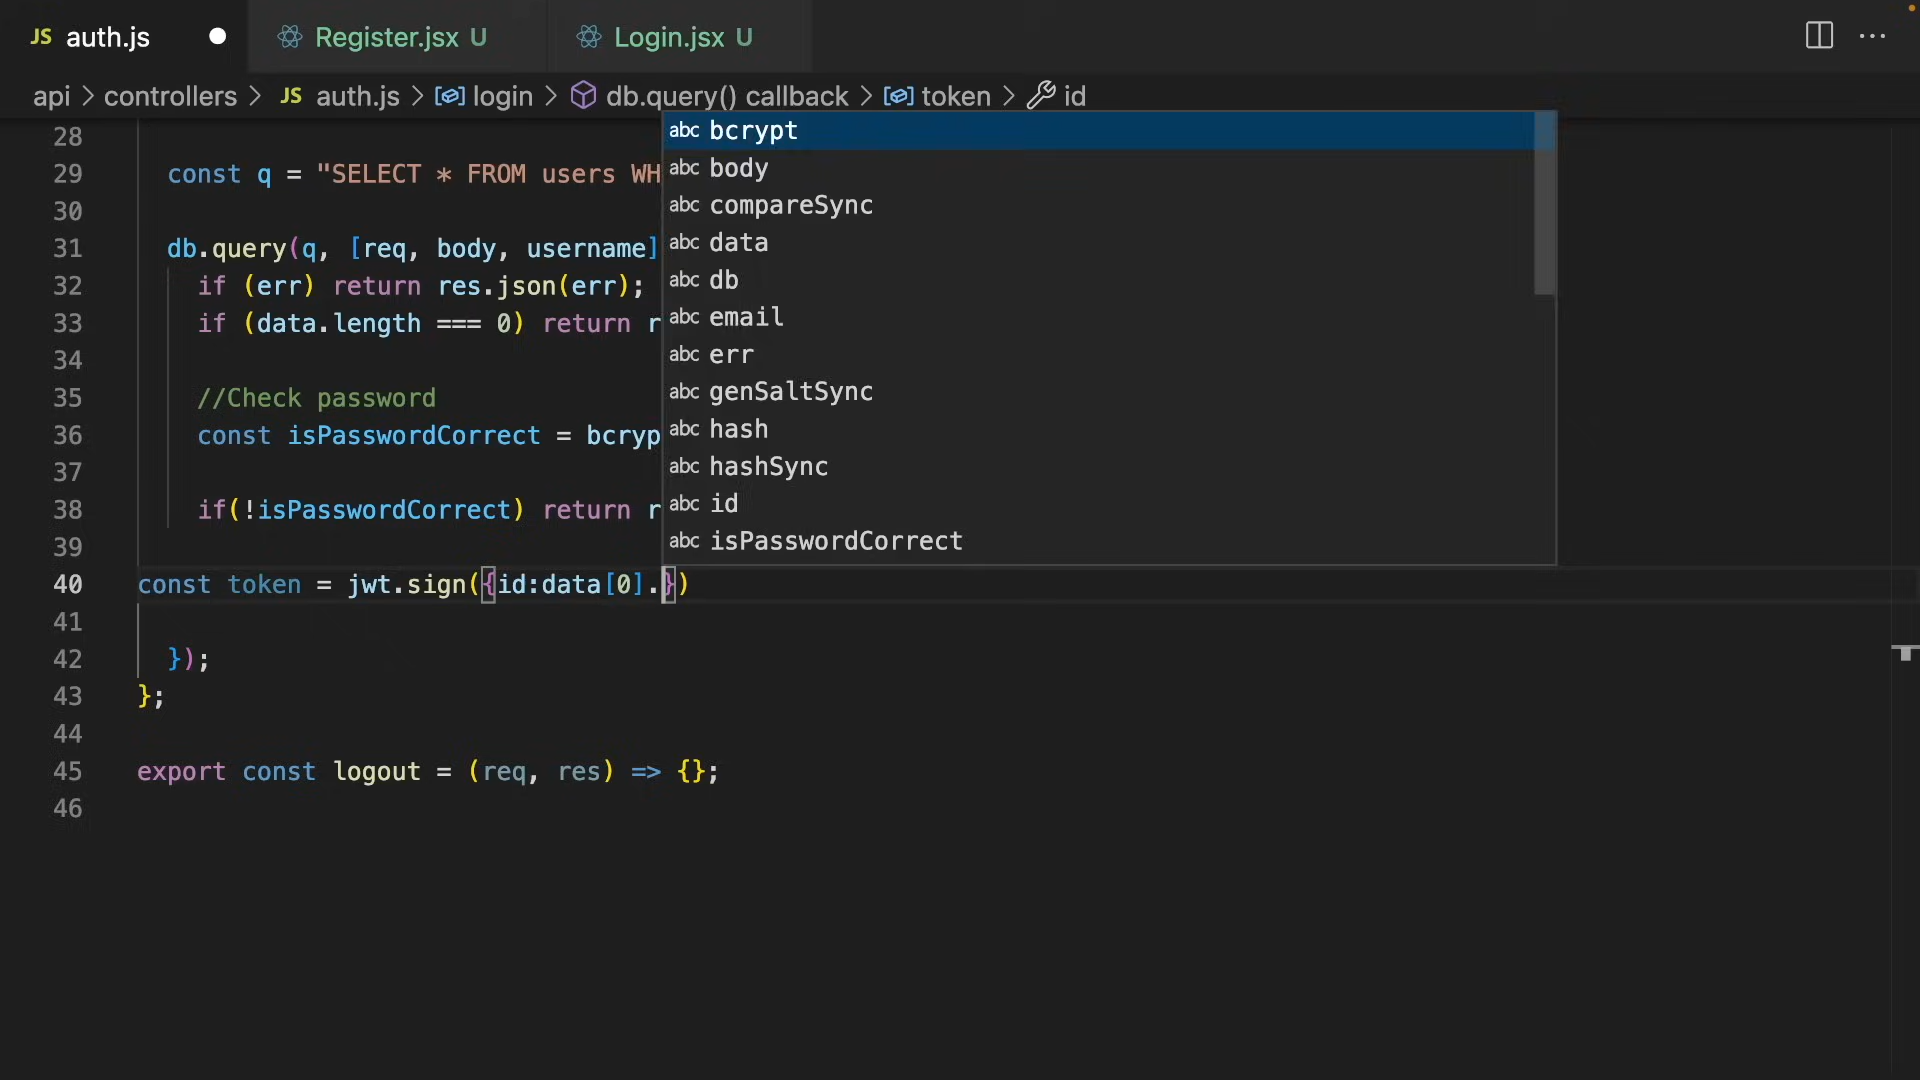 JS auth.js
Register.jsx U
Login.jsx U
api > controllers > JS auth.js > login > db.query() callback > token > id
28
29 const q = "SELECT * FROM users WH
30
31 db.query(q, [req, body, username]
32 if (err) return res.json(err);
33 if (data.length === 0) return r
34
35 //Check password
36 const isPasswordCorrect = bcryp
37
38 if(!isPasswordCorrect) return r
39
40 const token = jwt.sign({id:data[0].})
41
42 });
43 };
44
45 export const logout = (req, res) => {};
46
abc bcrypt
abc body
abc compareSync
abc data
abc db
abc email
abc err
abc genSaltSync
abc hash
abc hashSync
abc id
abc isPasswordCorrect